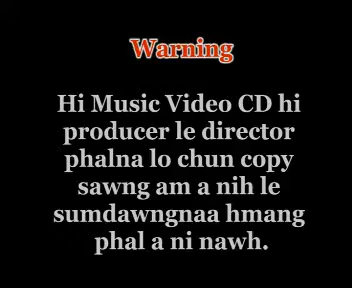 Warning
Hi Music Video CD hi
producer le director
phalna lo chun copy
sawng am a nih le
sumdawngnaa hmang
phal a ni nawh.